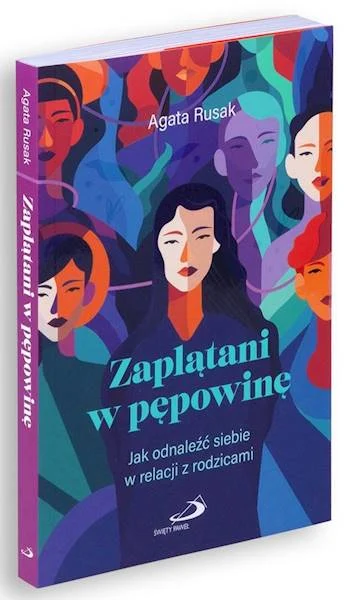 Agata Rusak
Zaplątani w pępowinę
Agata Rusak
Zaplątani
w pępowinę
Jak odnaleźć siebie
w relacji z rodzicami
ŚWIĘTY PAWEŁ